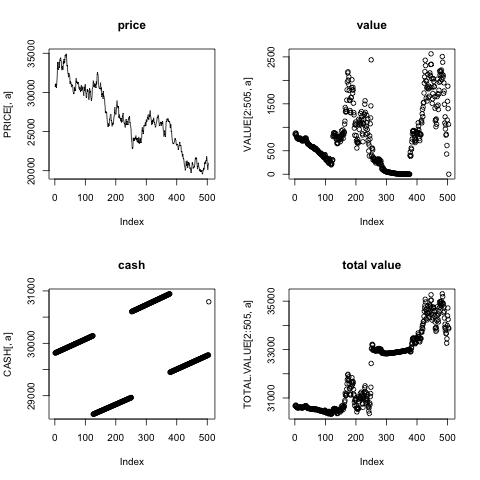 price
PRICE[, a]
20000 25000 30000 35000
0 100 200 300 400 500
Index
value
VALUE[2:505, a]
0 500 1500 2500
0 100 200 300 400 500
Index
cash
CASH[, a]
29000 30000 31000
0 100 200 300 400 500
Index
total value
TOTAL.VALUE[2:505, a]
31000 33000 35000
0 100 200 300 400 500
Index